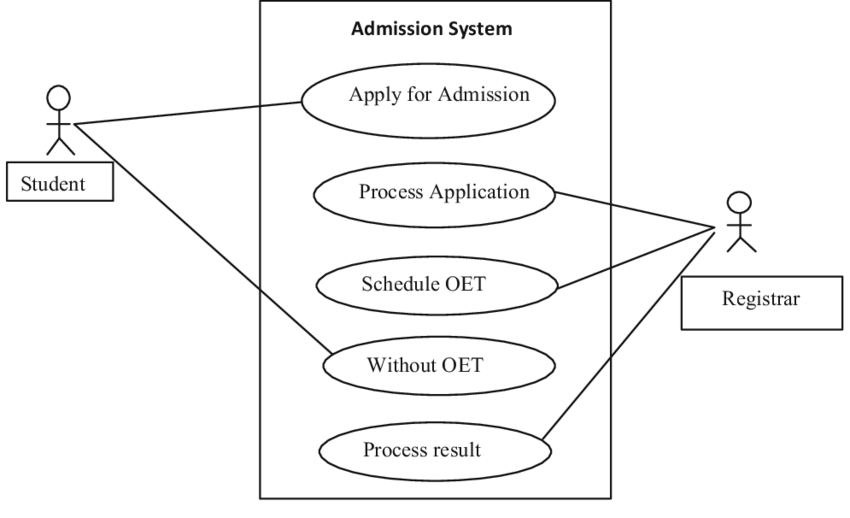 Admission System
Apply for Admission
Student
Process Application
Schedule OET
Registrar
Without OET
Process result